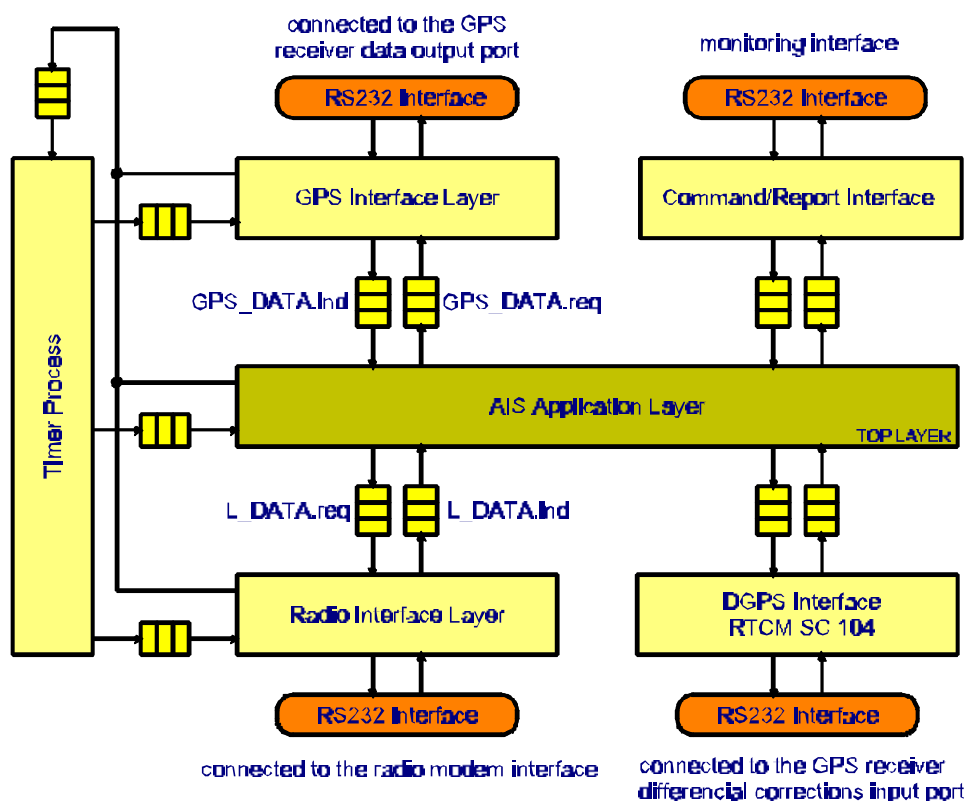 connected to the GPS
receiver data output port
monitoring interface
RS232 Interface
RS232 Interface
GPS Interface Layer
Command/Report Interface
GPS_DATA.Ind
GPS_DATA.req
Timer Process
AIS Application Layer
TOP LAYER
L_DATA.req
L_DATA.Ind
Radio Interface Layer
DGPS Interface
RTCM SC 104
RS232 Interface
RS232 Interface
connected to the radio modem interface
connected to the GPS receiver
differencial corrections input port